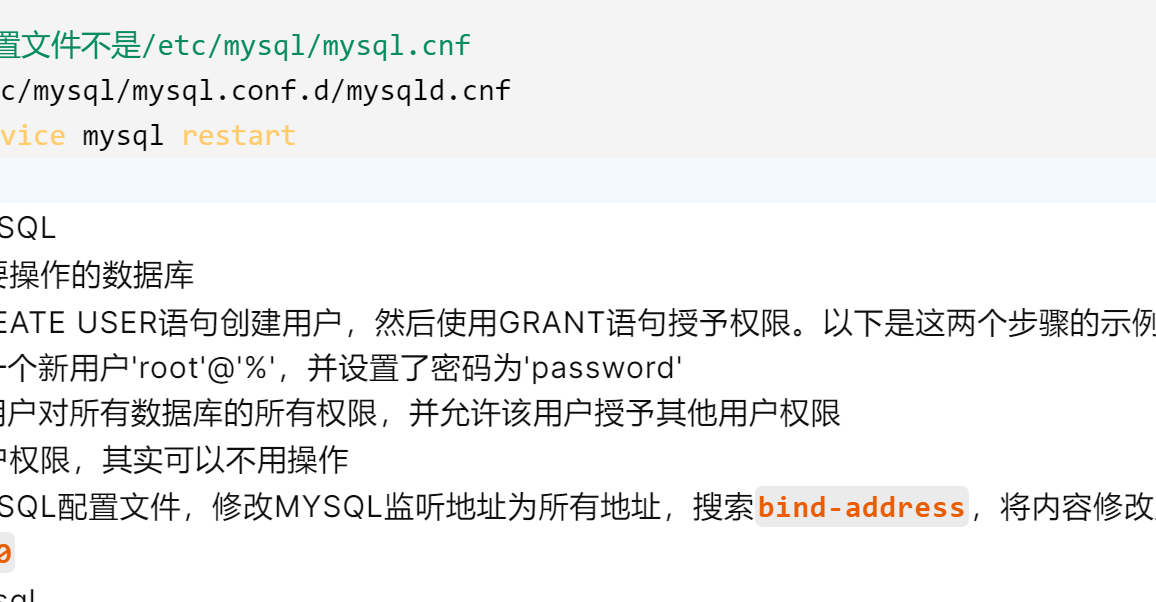 置文件不是/etc/mysql/mysql.cnf
c/mysql/mysql.conf.d/mysqld.cnf
vice mysql restart
SQL
要操作的数据库
EATE USER语句创建用户，然后使用GRANT语句授予权限。以下是这两个步骤的示例
一个新用户'root'@'%'，并设置了密码为'password'
用户对所有数据库的所有权限，并允许该用户授予其他用户权限
户权限，其实可以不用操作
SQL配置文件，修改MYSQL监听地址为所有地址，搜索bind-address，将内容修改
0
sql